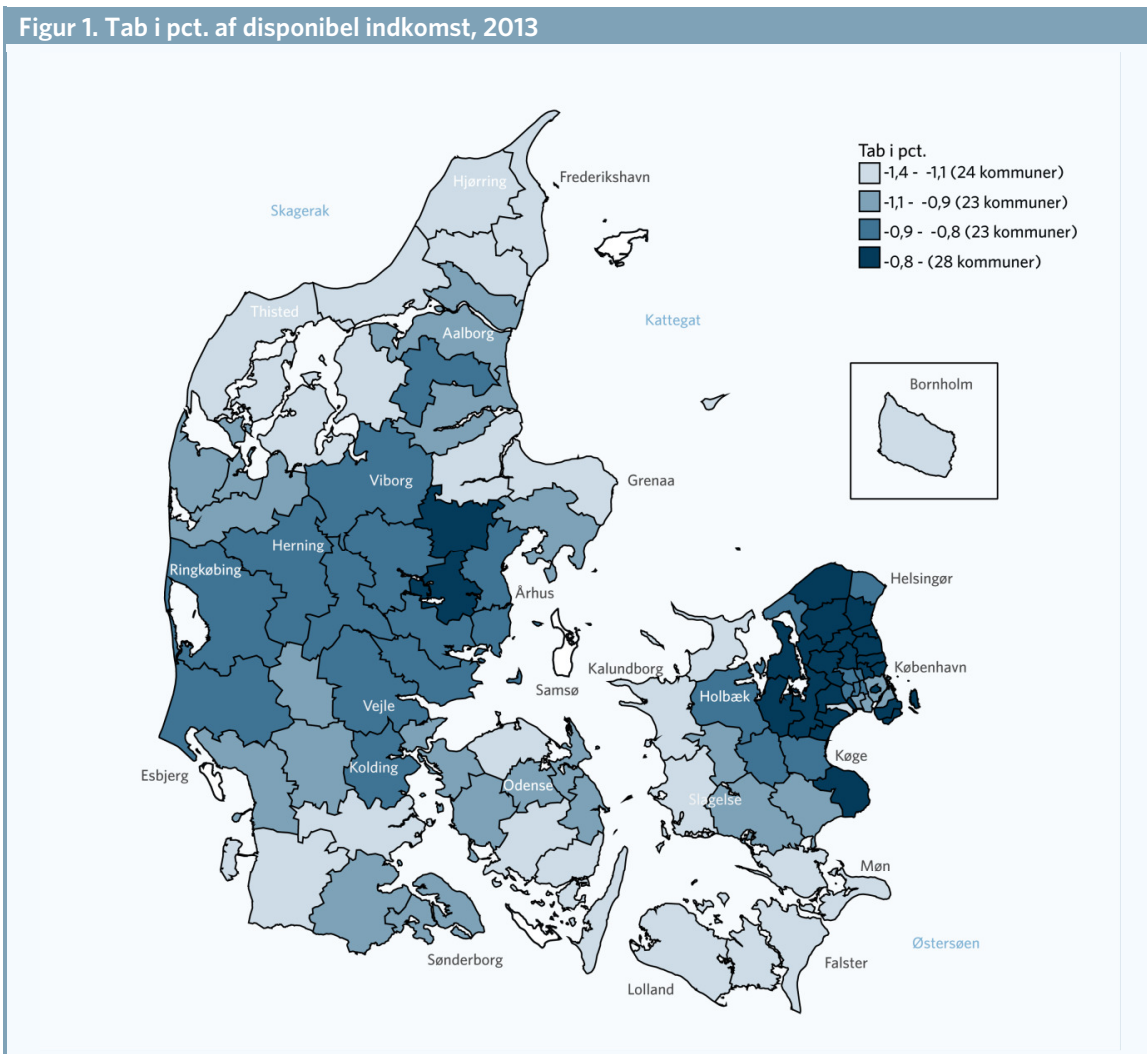 Figur 1. Tab i pct. af disponibel indkomst, 2013
Tab i pct.
-1,4 - -1,1 (24 kommuner)
-1,1 - -0,9 (23 kommuner)
-0,9 - -0,8 (23 kommuner)
-0,8 - (28 kommuner)
Hjørring
Frederikshavn
Skagerak
Thisted
Kattegat
Aalborg
Bornholm
Viborg
Grenaa
Herning
Ringkøbing
Helsingør
Århus
Kalundborg
København
Samsø
Holbæk
Vejle
Køge
Esbjerg
Kolding
Odense
Slagelse
Møn
Østersøen
Sønderborg
Falster
Lolland